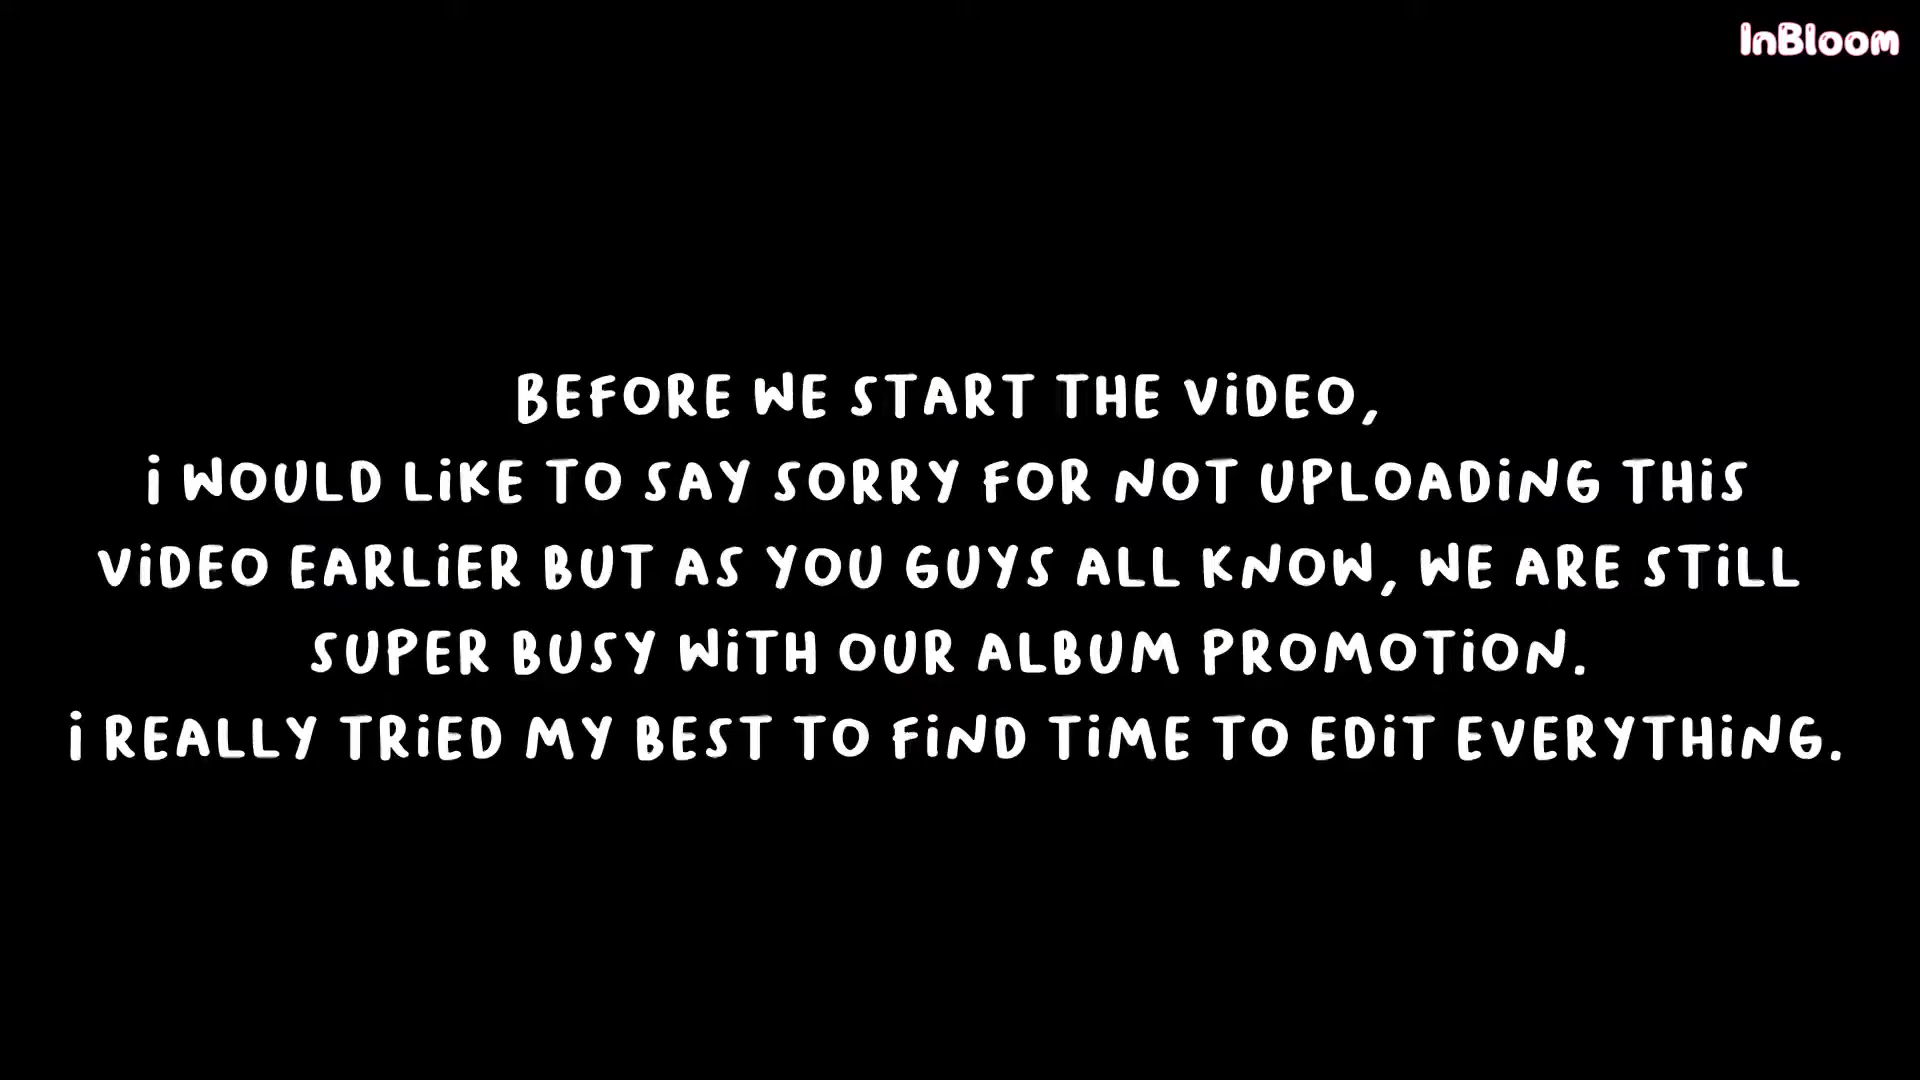 InBloom
BEFORE WE START THE ViDEO,
i WOULD LiKE TO SAY SORRY FOR NOT UPLOADiNG THiS
ViDEO EARLiER BUT AS YOU GUYS ALL KNOW, WE ARE STiLL
SUPER BUSY WiTH OUR ALBUM PROMOTiON.
i REALLY TRiED MY BEST TO FiND TiME TO EDiT EVERYTHiNG.